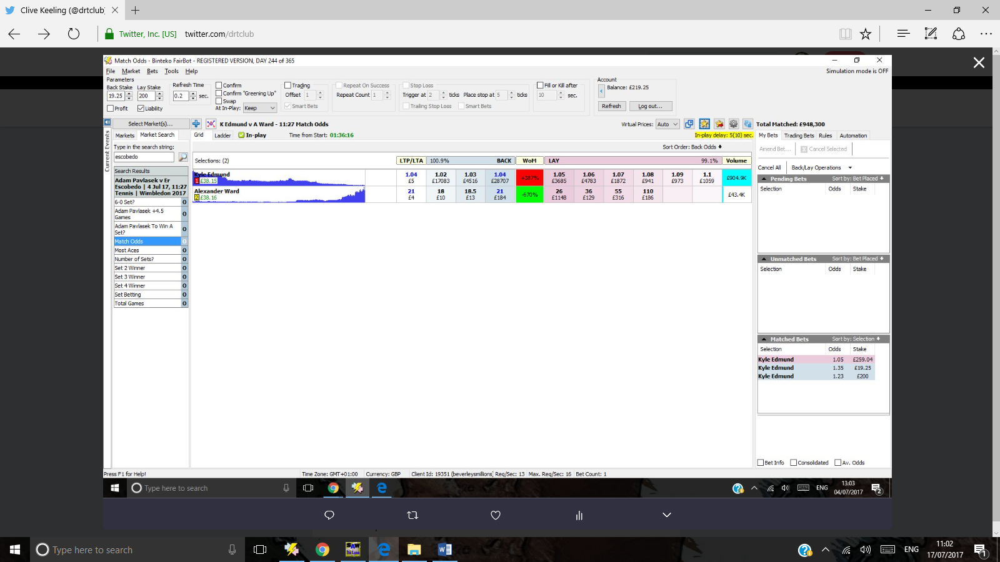 Clive Keeling (@drtclub)
Twitter, Inc. [US] twitter.com/drtclub
Match Odds - Binteko FairBot - REGISTERED VERSION, DAY 244 of 365
File Market Bets Tools Help
Simulation mode is OFF
Parameters
Back Stake Lay Stake Refresh Time
19.25 200 0.2 sec.
Profit Liability
Confirm
Confirm "Greening Up"
Swap
At In-Play: Keep
Trading
Offset 1
Smart Bets
Repeat On Success
Repeat Count 1
Stop Loss
Trigger at 2 ticks Place stop at 5 ticks
Trailing Stop Loss Smart Bets
Fill or Kill after
10 sec.
Account
Balance: £219.25
Refresh Log out...
Current Events
Select Market(s)...
Markets Market Search
Type in the search string:
escobedo
Search Results
Adam Pavlasek v Er
Escobedo | 4 Jul 17, 11:27
Tennis | Wimbledon 2017
6-0 Set? 0
Adam Pavlasek +4.5
Games 0
Adam Pavlasek To Win A
Set? 0
Match Odds 0
Most Aces 0
Number of Sets? 0
Set 2 Winner 0
Set 3 Winner 0
Set 4 Winner 0
Set Betting 0
Total Games 0
K Edmund v A Ward - 11:27 Match Odds
Virtual Prices: Auto
Grid Ladder In-play Time from Start: 01:36:16
In-play delay: 5(10) sec.
Sort Order: Back Odds
Selections: (2) LTP/LTA 100.9% BACK WoM LAY 99.1% Volume
Kyle Edmund 1.04 1.02 1.03 1.04 +387% 1.05 1.06 1.07 1.08 1.09 1.1 £904.9K
1 £38.15 £5 £17083 £4516 £28707 £3685 £4783 £1872 £941 £973 £1059
Alexander Ward 21 18 18.5 21 -670% 26 36 55 110 £43.4K
2 £38.16 £4 £10 £13 £184 £1148 £129 £316 £186
Total Matched: £948,300
My Bets Trading Bets Rules Automation
Amend Bet... Cancel Selected
Cancel All Back/Lay Operations
Pending Bets Sort by: Bet Placed
Selection Odds Stake
Unmatched Bets Sort by: Bet Placed
Selection Odds Stake
Matched Bets Sort by: Selection
Selection Odds Stake
Kyle Edmund 1.05 £259.04
Kyle Edmund 1.35 £19.25
Kyle Edmund 1.23 £200
Bet Info Consolidated Av. Odds
Press F1 for Help! Time Zone: GMT+01:00 Currency: GBP Client Id: 19351 (beverleysmillions) Req/Sec: 13 Max. Req/Sec: 16 Bet Count: 1
Type here to search
ENG
13:03
04/07/2017
2
Type here to search
ENG
11:02
17/07/2017
1